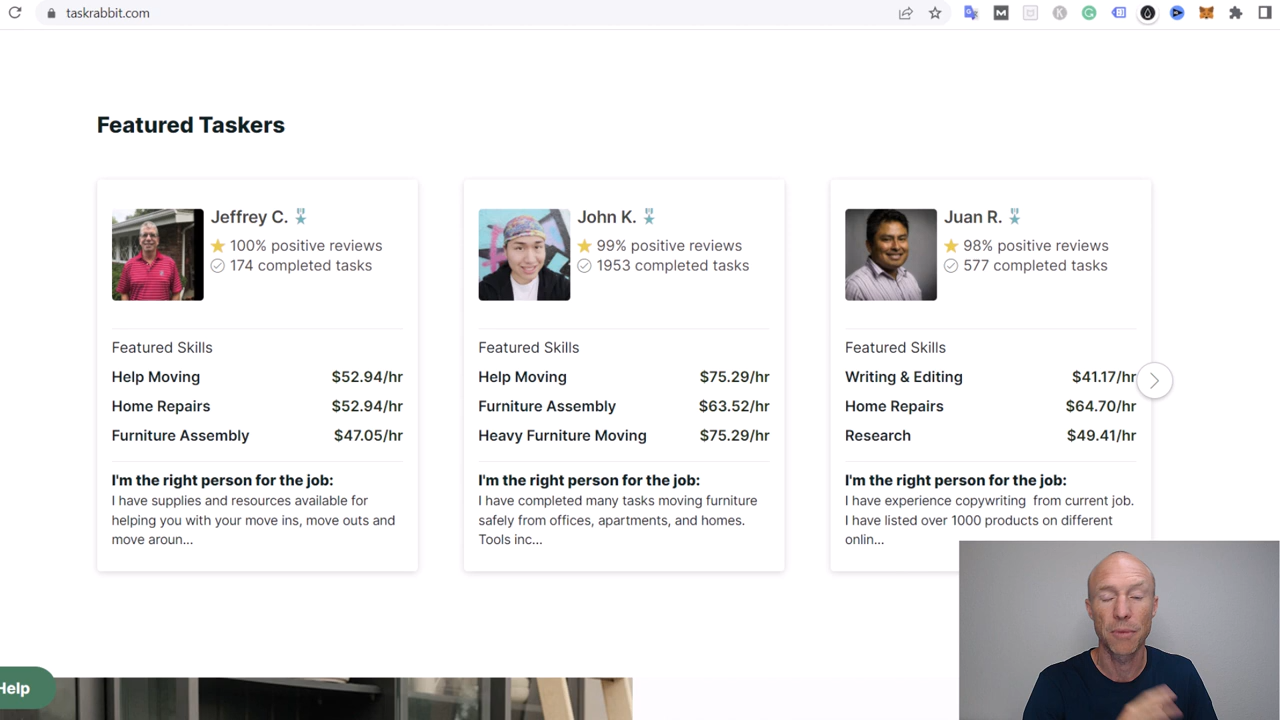 taskrabbit.com
Featured Taskers
Jeffrey C.
100% positive reviews
174 completed tasks
Featured Skills
Help Moving $52.94/hr
Home Repairs $52.94/hr
Furniture Assembly $47.05/hr
I'm the right person for the job:
I have supplies and resources available for
helping you with your move ins, move outs and
move aroun...
John K.
99% positive reviews
1953 completed tasks
Featured Skills
Help Moving $75.29/hr
Furniture Assembly $63.52/hr
Heavy Furniture Moving $75.29/hr
I'm the right person for the job:
I have completed many tasks moving furniture
safely from offices, apartments, and homes.
Tools inc...
Juan R.
98% positive reviews
577 completed tasks
Featured Skills
Writing & Editing $41.17/hr
Home Repairs $64.70/hr
Research $49.41/hr
I'm the right person for the job:
I have experience copywriting  from current job.
I have listed over 1000 products on different
onlin...
Help